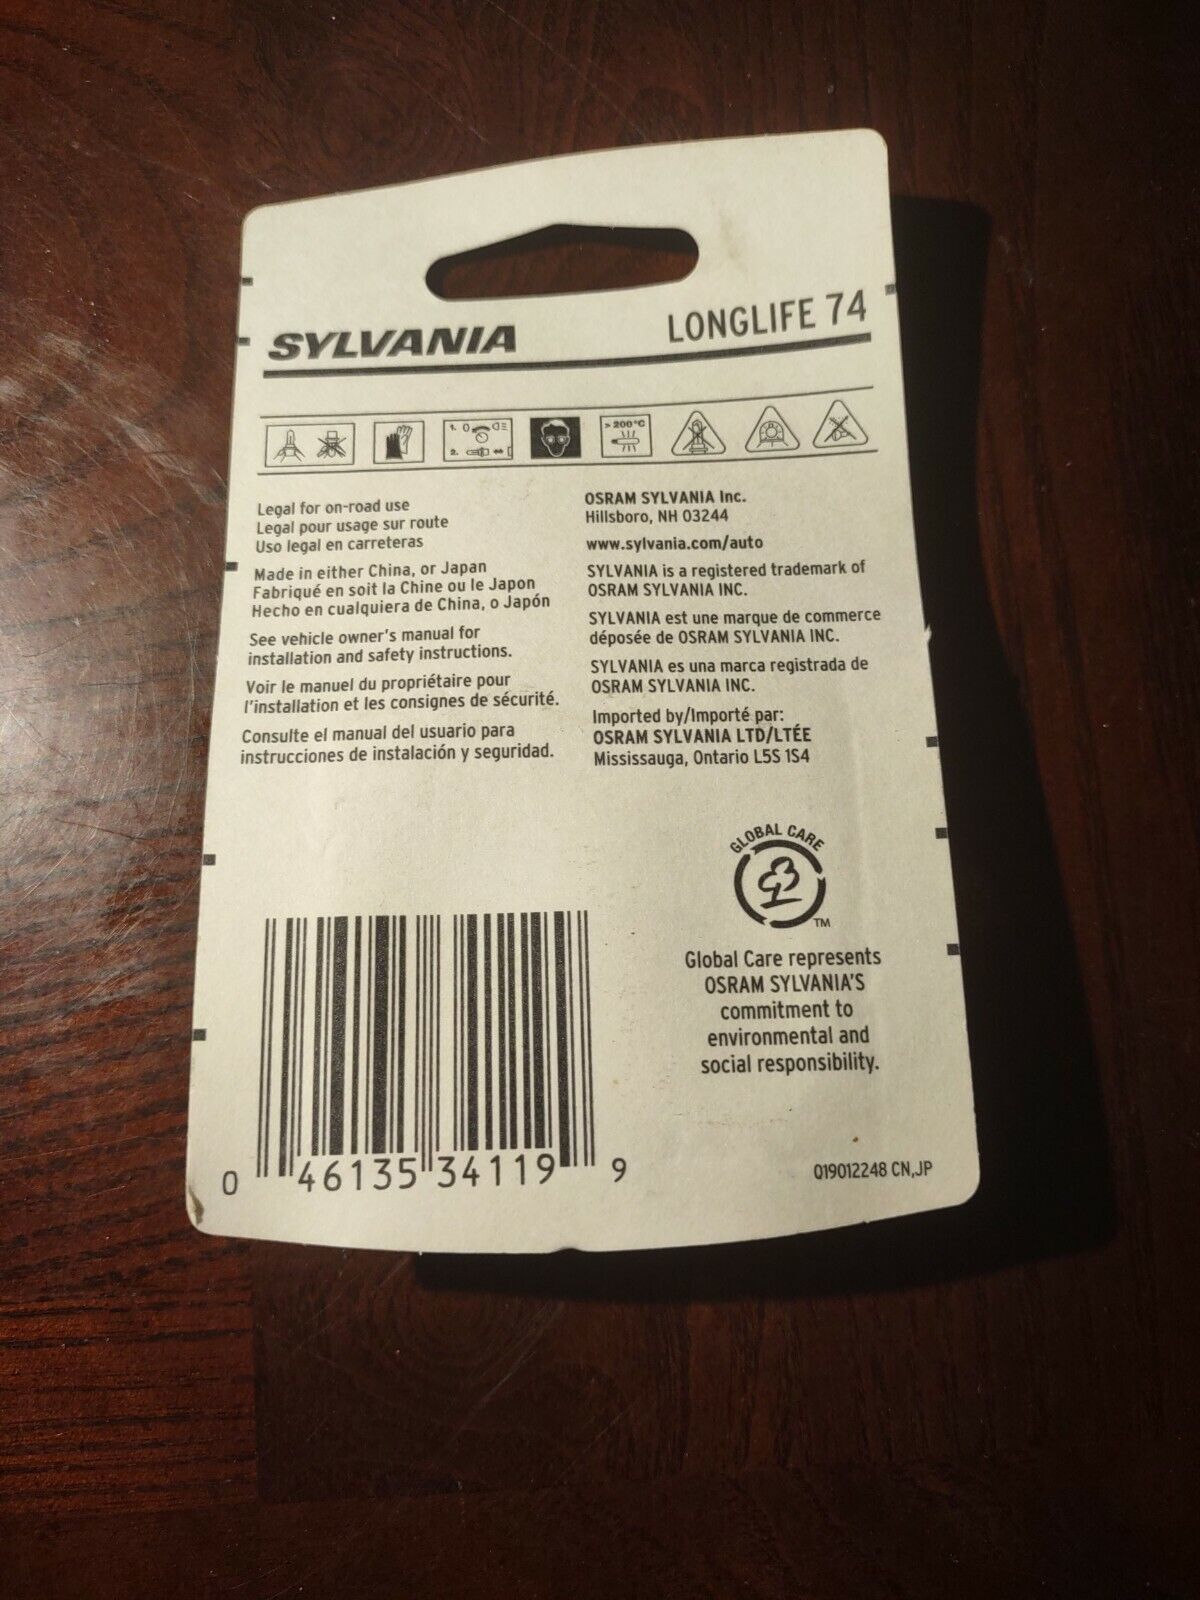 SYLVANIA
LONGLIFE 74
1. 0
2.
> 200°C
Legal for on-road use
Legal pour usage sur route
Uso legal en carreteras
Made in either China, or Japan
Fabriqué en soit la Chine ou le Japon
Hecho en cualquiera de China, o Japón
See vehicle owner's manual for
installation and safety instructions.
Voir le manuel du propriétaire pour
l'installation et les consignes de sécurité.
Consulte el manual del usuario para
instrucciones de instalación y seguridad.
OSRAM SYLVANIA Inc.
Hillsboro, NH 03244
www.sylvania.com/auto
SYLVANIA is a registered trademark of
OSRAM SYLVANIA INC.
SYLVANIA est une marque de commerce
déposée de OSRAM SYLVANIA INC.
SYLVANIA es una marca registrada de
OSRAM SYLVANIA INC.
Imported by/Importé par:
OSRAM SYLVANIA LTD/LTÉE
Mississauga, Ontario L5S 1S4
GLOBAL CARE
TM
Global Care represents
OSRAM SYLVANIA'S
commitment to
environmental and
social responsibility.
0 46135 34119 9
019012248 CN,JP